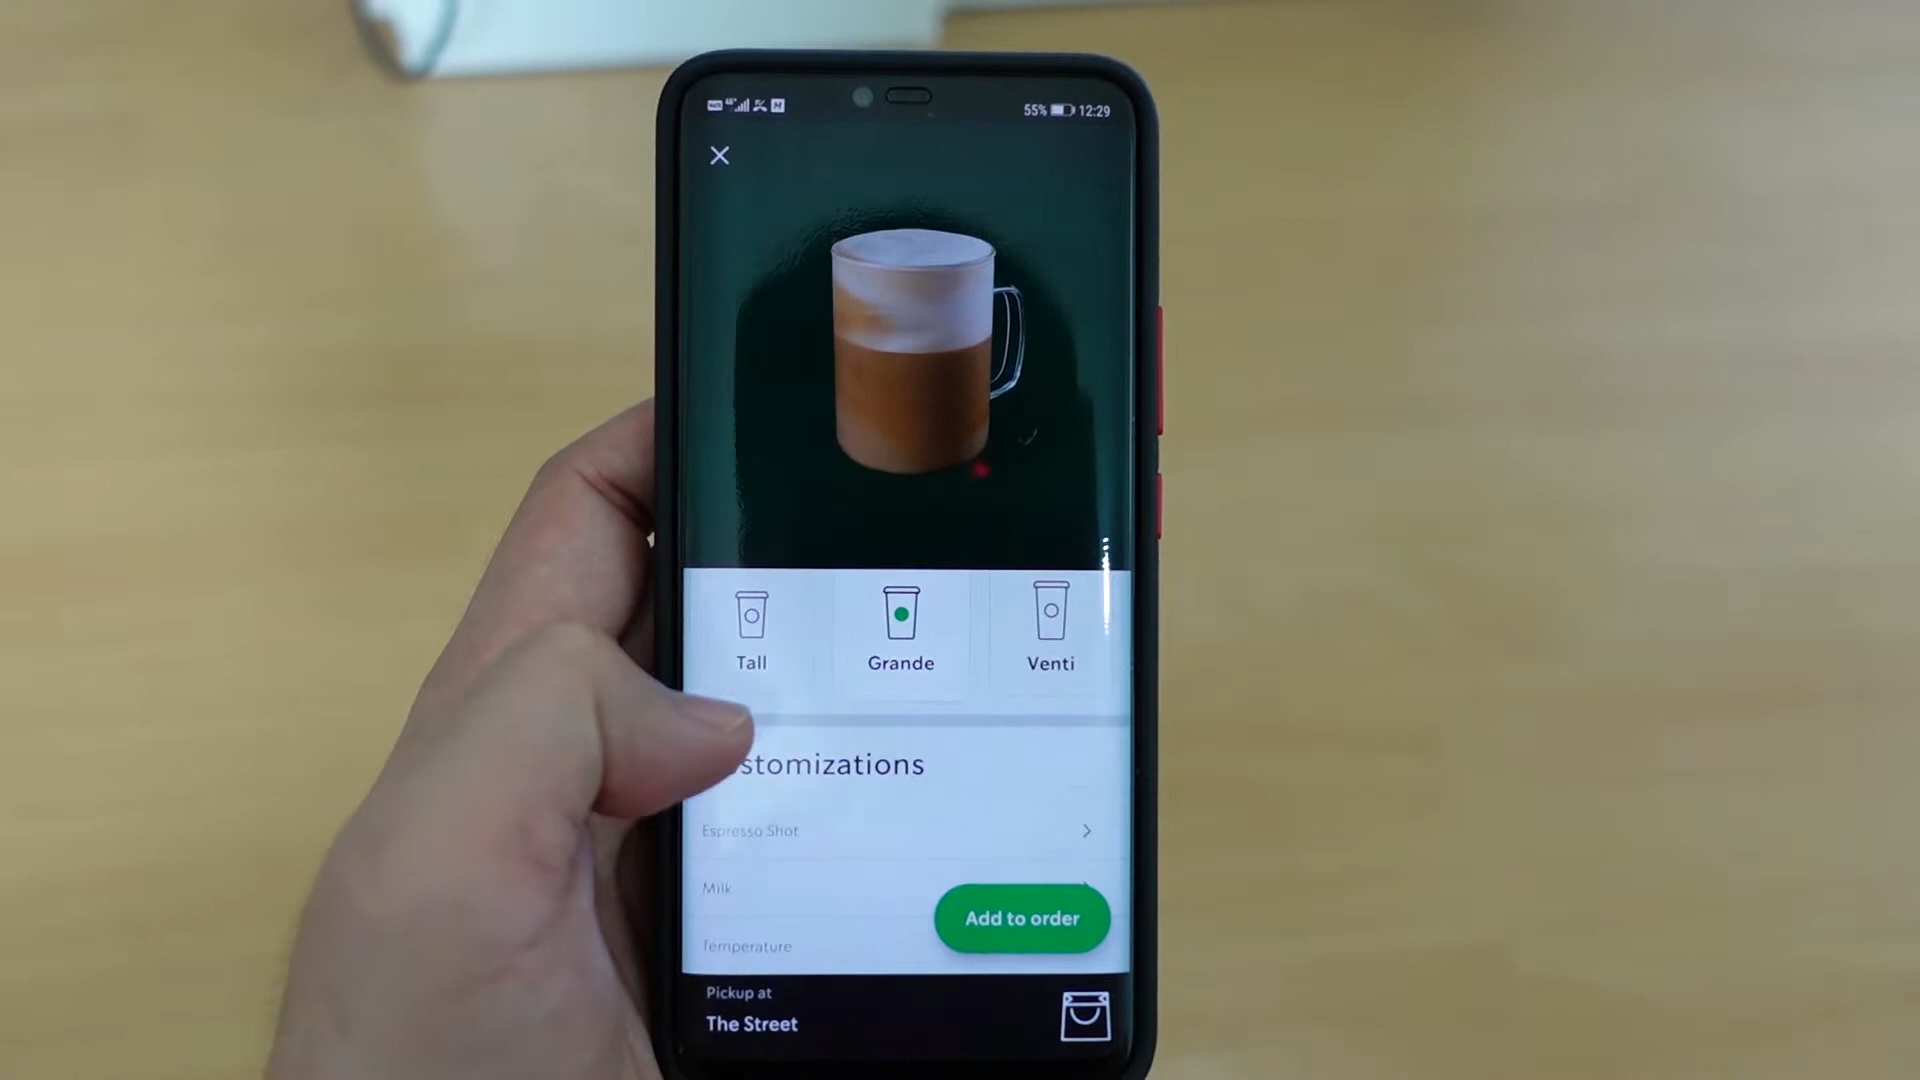 55% 12:29
Tall
Grande
Venti
stomizations
Espresso Shot
Milk
Add to order
Temperature
Pickup at
The Street